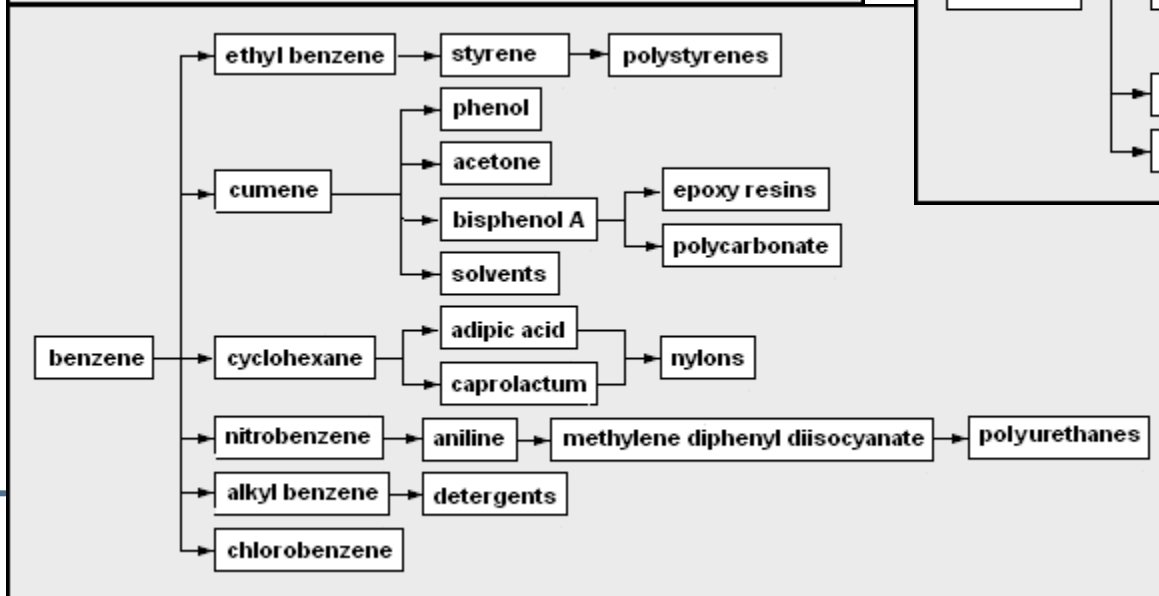 ethyl benzene
styrene
polystyrenes
phenol
acetone
cumene
epoxy resins
bisphenol A
polycarbonate
solvents
adipic acid
benzene
cyclohexane
nylons
caprolactum
nitrobenzene
aniline
methylene diphenyl diisocyanate
polyurethanes
alkyl benzene
detergents
chlorobenzene